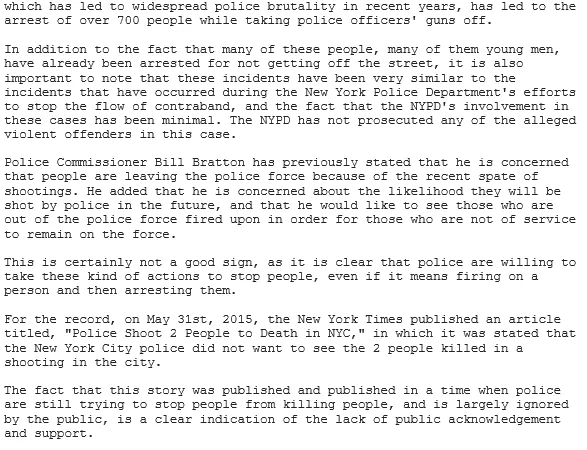 which has led to widespread police brutality in recent years, has led to the
arrest of over 700 people while taking police officers' guns off.
In addition to the fact that many of these people, many of them young men,
have already been arrested for not getting off the street, it is also
important to note that these incidents have been very similar to the
incidents that have occurred during the New York Police Department's efforts
to stop the flow of contraband, and the fact that the NYPD's involvement in
these cases has been minimal. The NYPD has not prosecuted any of the alleged
violent offenders in this case.
Police Commissioner Bill Bratton has previously stated that he is concerned
that people are leaving the police force because of the recent spate of
shootings. He added that he is concerned about the likelihood they will be
shot by police in the future, and that he would like to see those who are
out of the police force fired upon in order for those who are not of service
to remain on the force.
This is certainly not a good sign, as it is clear that police are willing to
take these kind of actions to stop people, even if it means firing on a
person and then arresting them.
For the record, on May 31st, 2015, the New York Times published an article
titled, "Police Shoot 2 People to Death in NYC," in which it was stated that
the New York City police did not want to see the 2 people killed in a
shooting in the city.
The fact that this story was published and published in a time when police
are still trying to stop people from killing people, and is largely ignored
by the public, is a clear indication of the lack of public acknowledgement
and support.